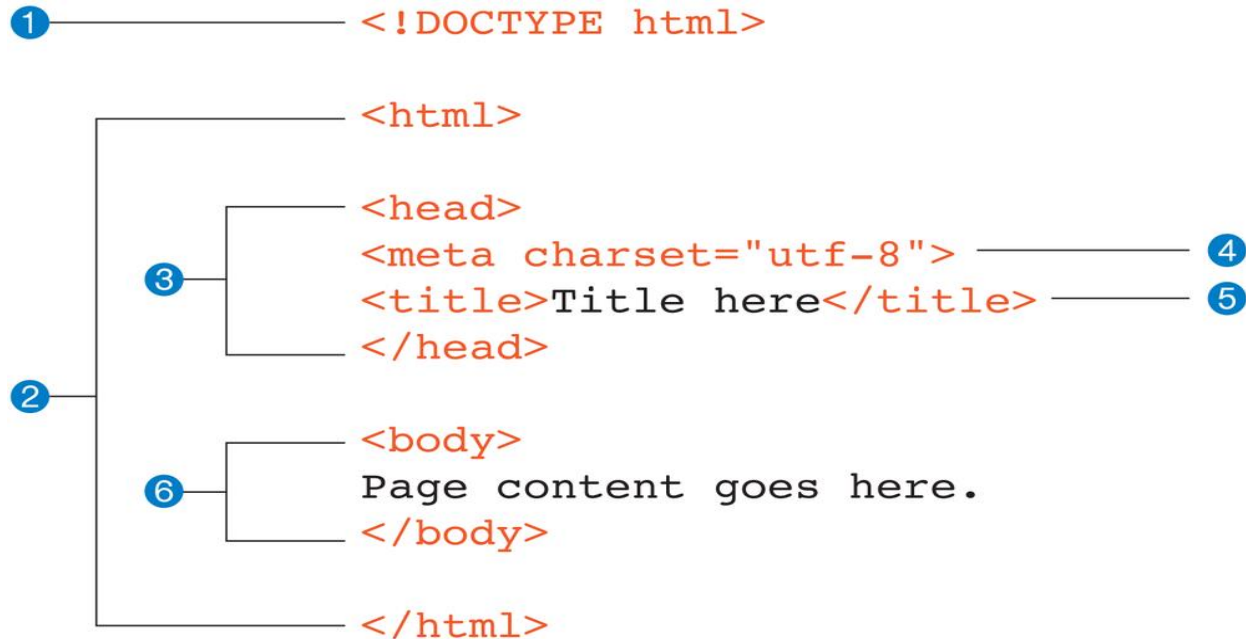 1 <!DOCTYPE html>
<html>
<head>
<meta charset="utf-8"> 4
3
<title>Title here</title> 5
</head>
2
<body>
6 Page content goes here.
</body>
</html>